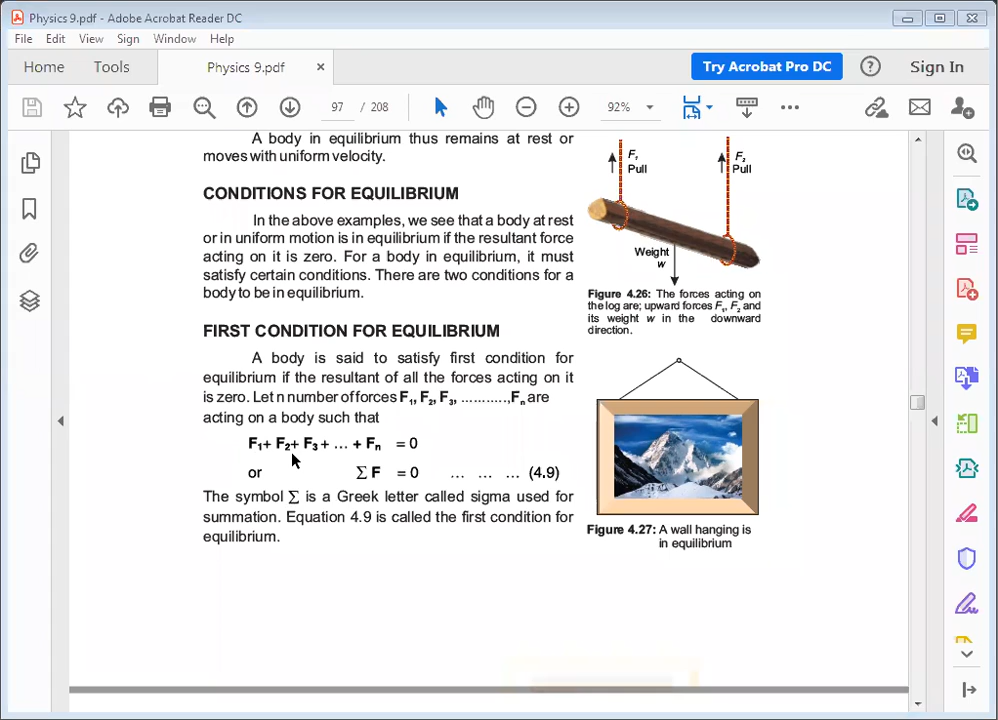 Physics 9.pdf - Adobe Acrobat Reader DC
File Edit View Sign Window Help
Home Tools Physics 9.pdf × Try Acrobat Pro DC ? Sign In
97 / 208 92%
A body in equilibrium thus remains at rest or
moves with uniform velocity.
CONDITIONS FOR EQUILIBRIUM
In the above examples, we see that a body at rest
or in uniform motion is in equilibrium if the resultant force
acting on it is zero. For a body in equilibrium, it must
satisfy certain conditions. There are two conditions for a
body to be in equilibrium.
FIRST CONDITION FOR EQUILIBRIUM
A body is said to satisfy first condition for
equilibrium if the resultant of all the forces acting on it
is zero. Let n number of forces F₁, F₂, F₃, ...........,Fₙ are
acting on a body such that
F₁+ F₂+ F₃ + ... + Fₙ = 0
or Σ F = 0 ... ... ... (4.9)
The symbol Σ is a Greek letter called sigma used for
summation. Equation 4.9 is called the first condition for
equilibrium.
F₁
Pull
F₂
Pull
Weight
w
Figure 4.26: The forces acting on
the log are; upward forces F₁, F₂ and
its weight w in the downward
direction.
Figure 4.27: A wall hanging is
in equilibrium